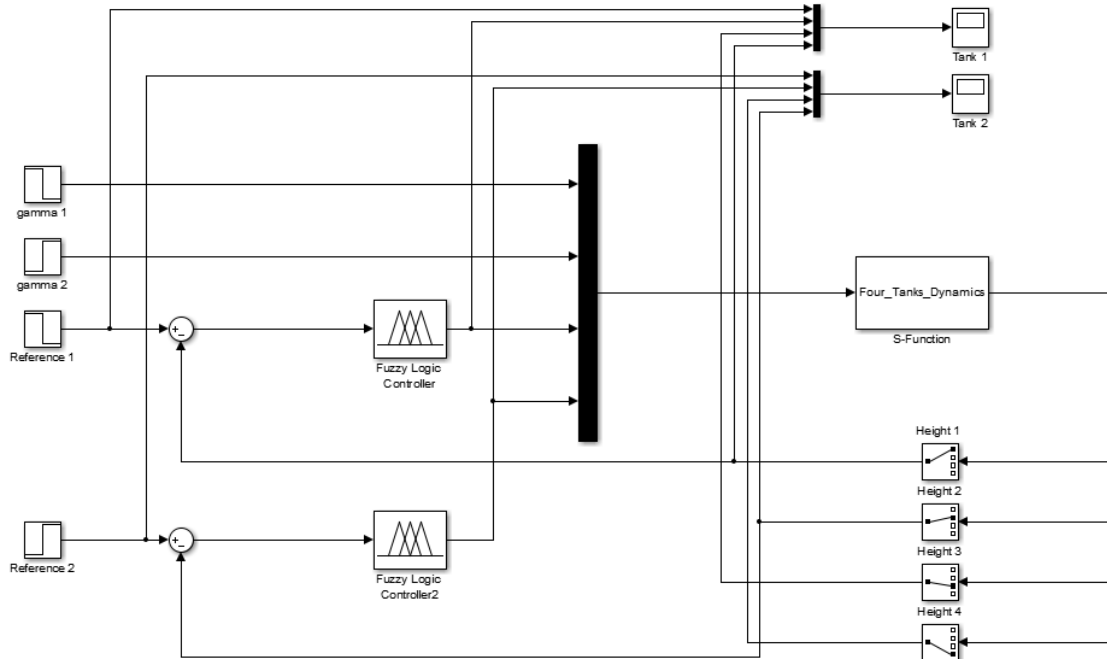 Tank 1
Tank 2
gamma 1
gamma 2
Reference 1
+
-
Fuzzy Logic
Controller
Four_Tanks_Dynamics
S-Function
Height 1
Height 2
Reference 2
+
-
Fuzzy Logic
Controller2
Height 3
Height 4